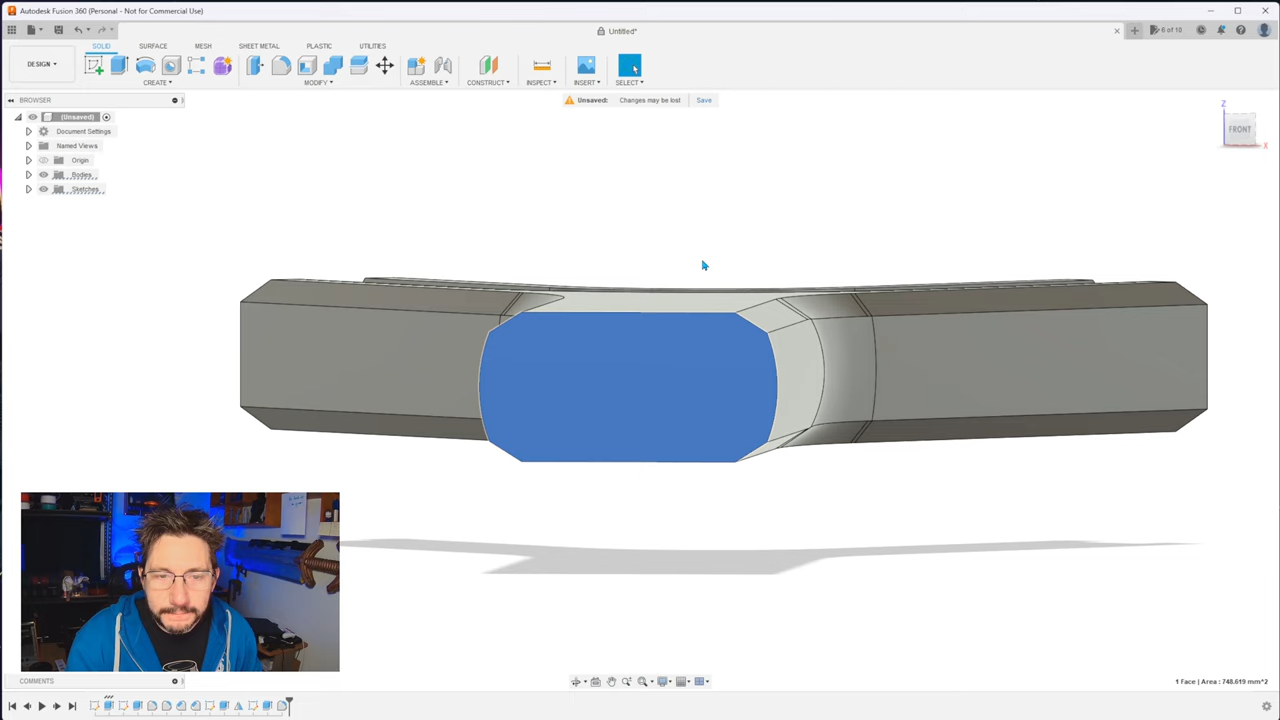 Autodesk Fusion 360 (Personal - Not for Commercial Use)
Untitled*
6 of 10
SOLID SURFACE MESH SHEET METAL PLASTIC UTILITIES
DESIGN
CREATE MODIFY ASSEMBLE CONSTRUCT INSPECT INSERT SELECT
BROWSER
Unsaved: Changes may be lost Save
(Unsaved)
Document Settings
Named Views
Origin
Bodies
Sketches
Z
FRONT
X
COMMENTS
1 Face | Area : 748.619 mm^2